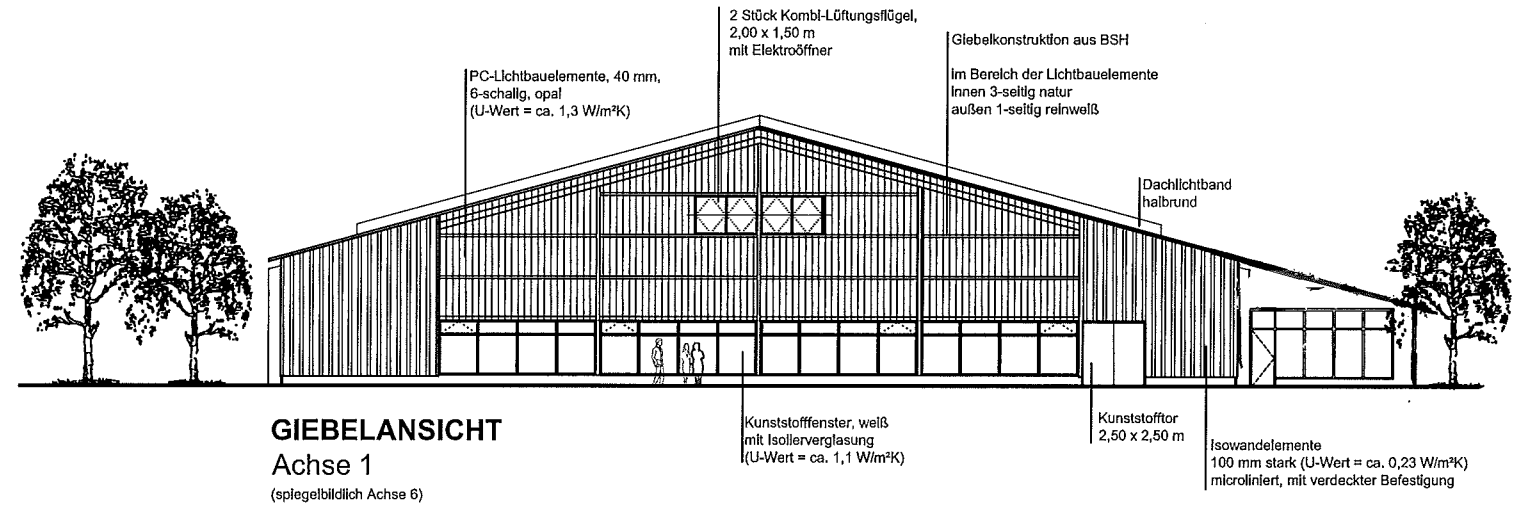 2 Stück Kombi-Lüftungsflügel,
2,00 x 1,50 m
mit Elektroöffner
Giebelkonstruktion aus BSH
im Bereich der Lichtbauelemente
innen 3-seitig natur
außen 1-seitig reinweiß
PC-Lichtbauelemente, 40 mm,
6-schalig, opal
(U-Wert = ca. 1,3 W/m²K)
Dachlichtband
halbrund
GIEBELANSICHT
Achse 1
(spiegelbildlich Achse 6)
Kunststofffenster, weiß
mit Isolierverglasung
(U-Wert = ca. 1,1 W/m²K)
Kunststofftor
2,50 x 2,50 m
Isowandelemente
100 mm stark (U-Wert = ca. 0,23 W/m²K)
microliniert, mit verdeckter Befestigung